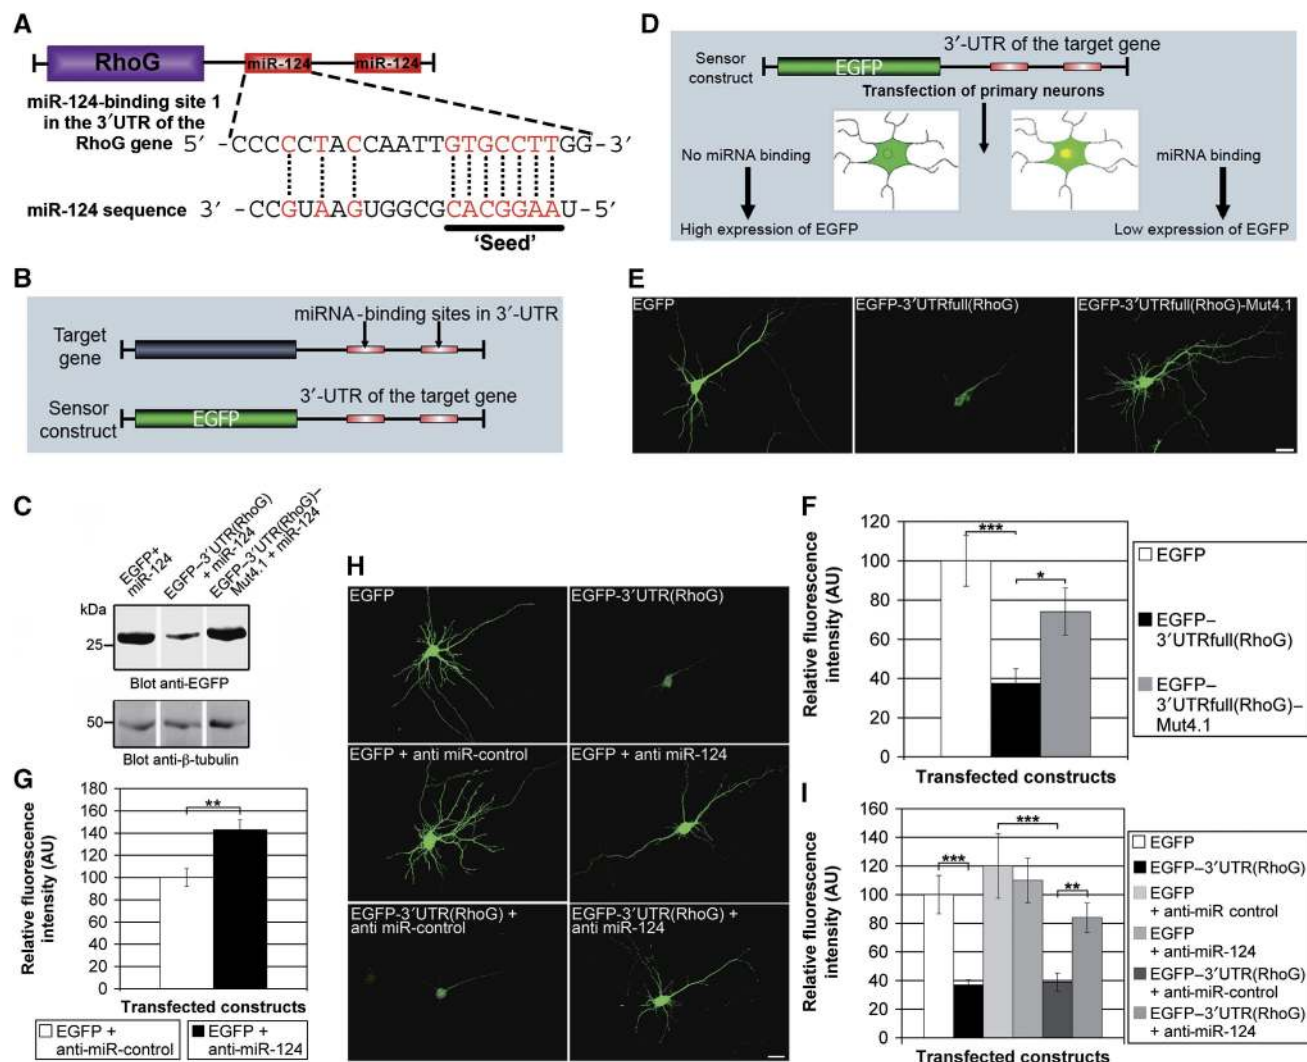 A
RhoG
miR-124
miR-124
miR-124-binding site 1
in the 3′UTR of the
RhoG gene
5′ -CCCCCTACCAATTGTGCCTTGG-3′
miR-124 sequence
3′ -CCGUAAGUGGCGCACGGAAU-5′
‘Seed’
B
miRNA-binding sites in 3′-UTR
Target
gene
3′-UTR of the target gene
Sensor
construct
EGFP
C
EGFP+
miR-124
EGFP–3′UTR(RhoG)
+ miR-124
EGFP–3′UTR(RhoG)–
Mut4.1 + miR-124
kDa
25
Blot anti-EGFP
50
Blot anti-β-tubulin
D
3′-UTR of the target gene
Sensor
construct
EGFP
Transfection of primary neurons
No miRNA binding
miRNA binding
High expression of EGFP
Low expression of EGFP
E
EGFP
EGFP-3′UTRfull(RhoG)
EGFP-3′UTRfull(RhoG)-Mut4.1
F
Relative fluorescence
intensity (AU)
120
100
80
60
40
20
0
***
*
Transfected constructs
EGFP
EGFP–
3′UTRfull(RhoG)
EGFP–
3′UTRfull(RhoG)–
Mut4.1
G
Relative fluorescence
intensity (AU)
180
160
140
120
100
80
60
40
20
0
**
Transfected constructs
EGFP +
anti-miR-control
EGFP +
anti-miR-124
H
EGFP
EGFP-3′UTR(RhoG)
EGFP + anti miR-control
EGFP + anti miR-124
EGFP-3′UTR(RhoG) +
anti miR-control
EGFP-3′UTR(RhoG) +
anti miR-124
I
Relative fluorescence
intensity (AU)
160
140
120
100
80
60
40
20
0
***
***
**
Transfected constructs
EGFP
EGFP–3′UTR(RhoG)
EGFP
+ anti-miR control
EGFP
+ anti-miR-124
EGFP–3′UTR(RhoG)
+ anti-miR-control
EGFP–3′UTR(RhoG)
+ anti-miR-124